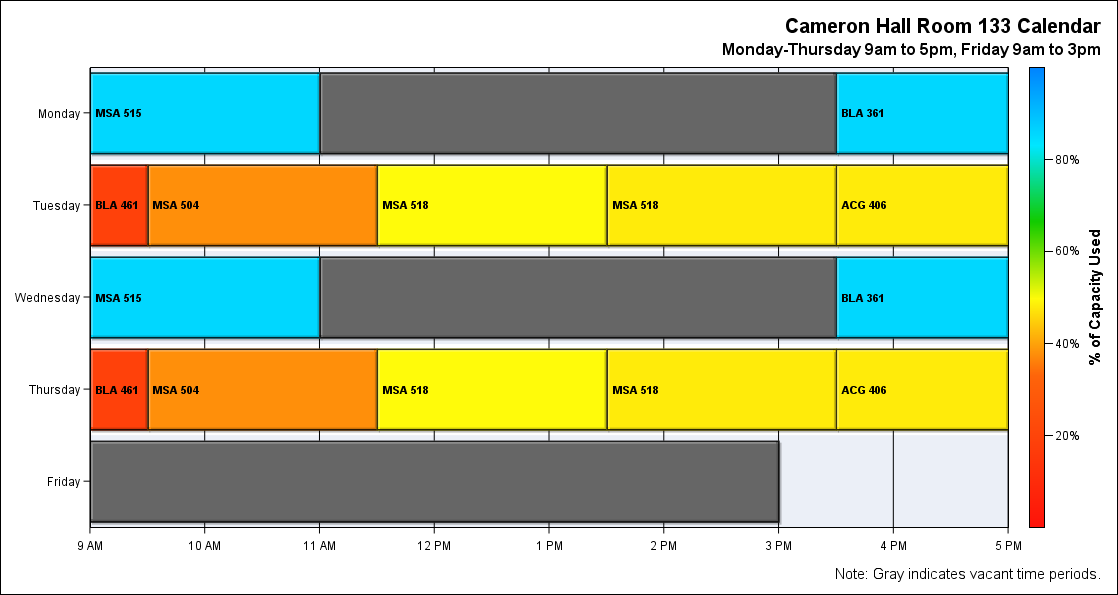 Cameron Hall Room 133 Calendar
Monday-Thursday 9am to 5pm, Friday 9am to 3pm
Monday
MSA 515
BLA 361
Tuesday
BLA 461
MSA 504
MSA 518
MSA 518
ACG 406
Wednesday
MSA 515
BLA 361
Thursday
BLA 461
MSA 504
MSA 518
MSA 518
ACG 406
Friday
9 AM
10 AM
11 AM
12 PM
1 PM
2 PM
3 PM
4 PM
5 PM
80%
60%
40%
20%
% of Capacity Used
Note: Gray indicates vacant time periods.